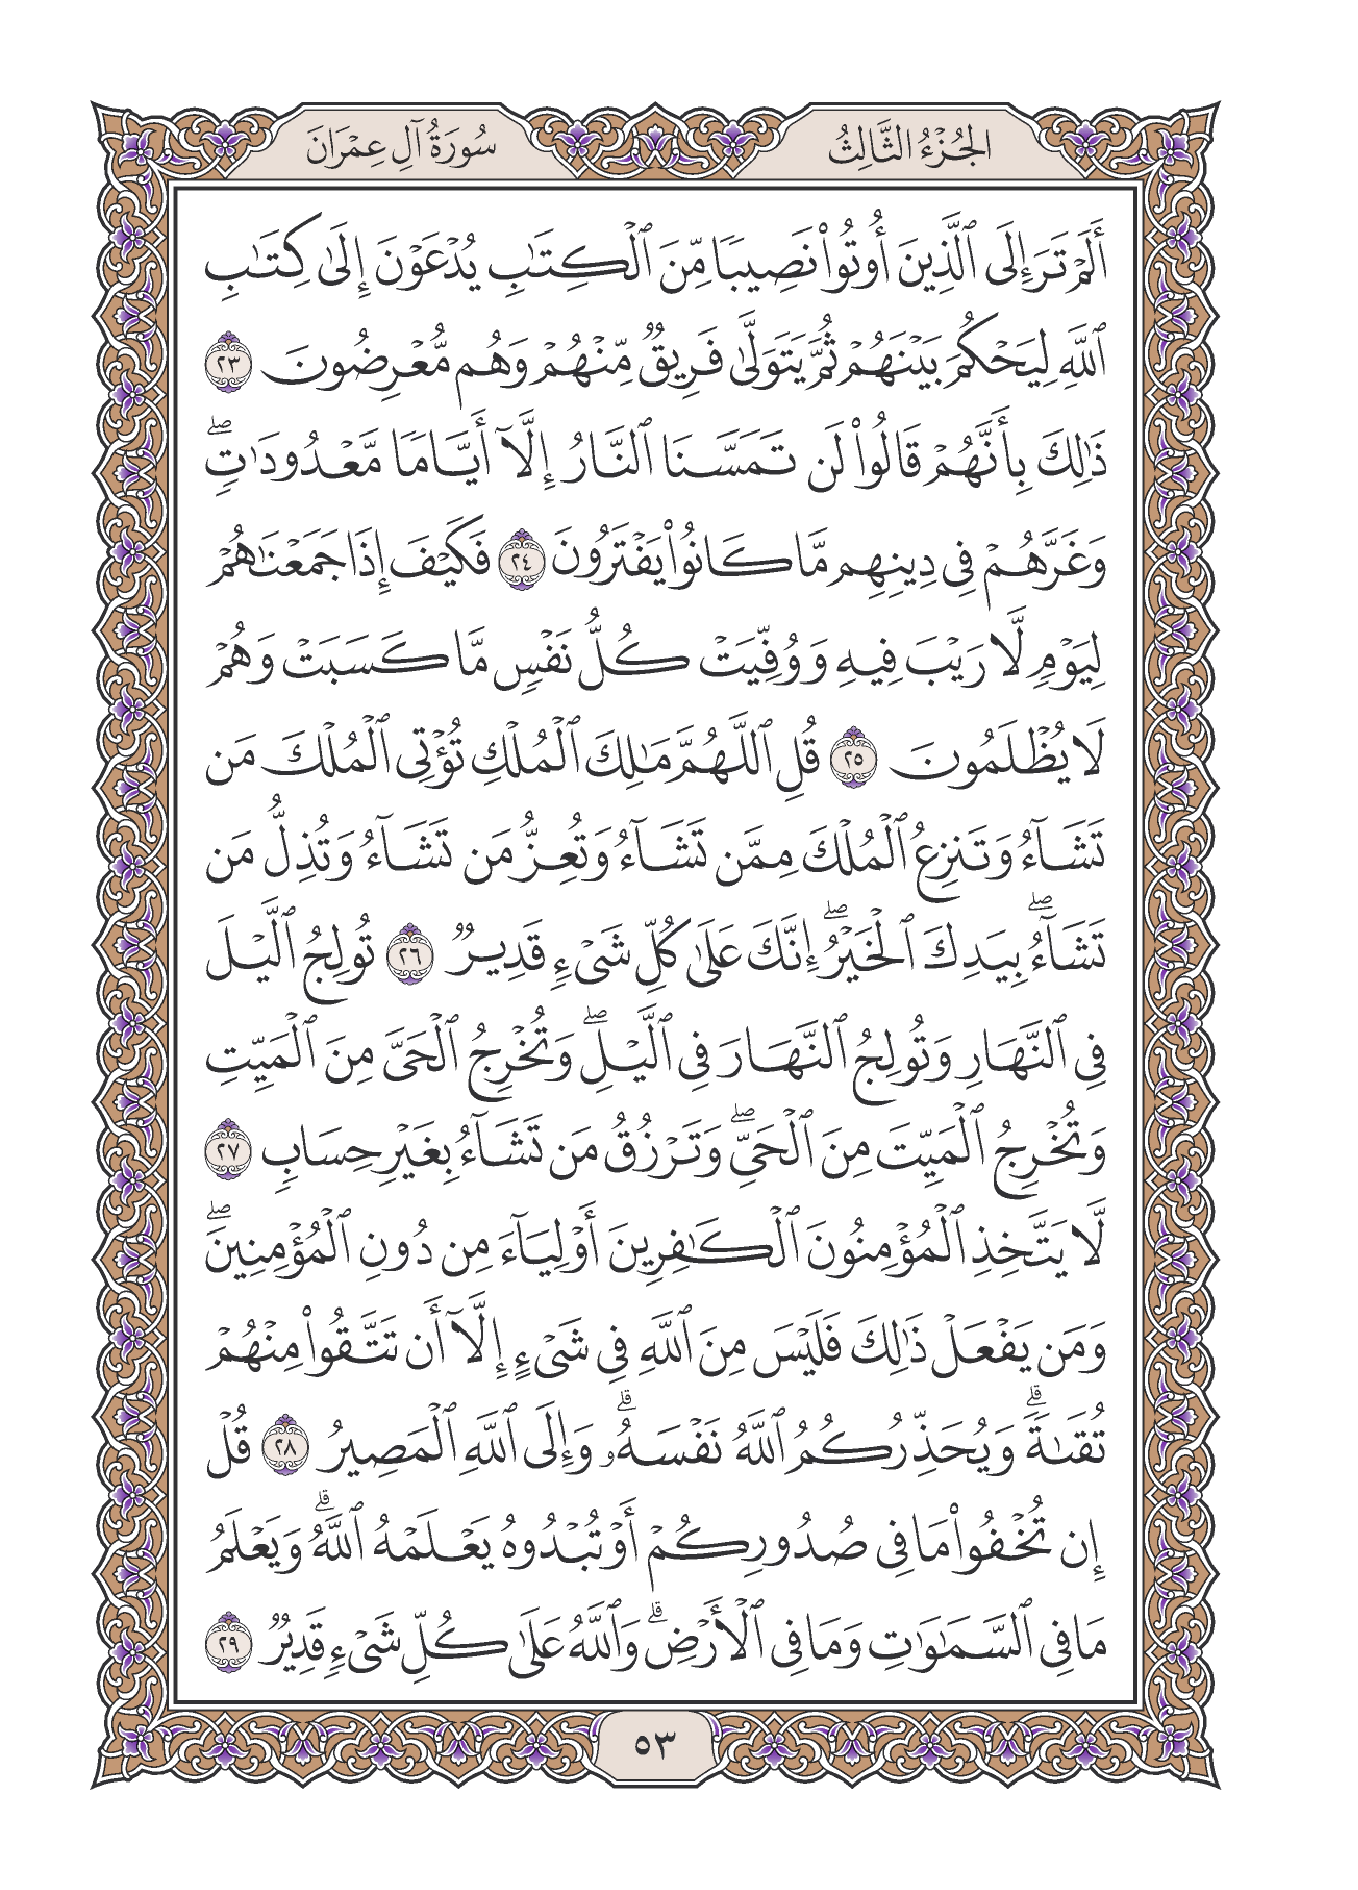 الجُزْءُ الثَّالِثُ
سُورَةُ آلِ عِمْرَانَ
أَلَمْ تَرَ إِلَى ٱلَّذِينَ أُوتُوا۟ نَصِيبًا مِّنَ ٱلْكِتَٰبِ يُدْعَوْنَ إِلَىٰ كِتَٰبِ
ٱللَّهِ لِيَحْكُمَ بَيْنَهُمْ ثُمَّ يَتَوَلَّىٰ فَرِيقٌ مِّنْهُمْ وَهُم مُّعْرِضُونَ ٢٣
ذَٰلِكَ بِأَنَّهُمْ قَالُوا۟ لَن تَمَسَّنَا ٱلنَّارُ إِلَّآ أَيَّامًا مَّعْدُودَٰتٍۖ
وَغَرَّهُمْ فِى دِينِهِم مَّا كَانُوا۟ يَفْتَرُونَ ٢٤ فَكَيْفَ إِذَا جَمَعْنَٰهُمْ
لِيَوْمٍ لَّا رَيْبَ فِيهِ وَوُفِّيَتْ كُلُّ نَفْسٍ مَّا كَسَبَتْ وَهُمْ
لَا يُظْلَمُونَ ٢٥ قُلِ ٱللَّهُمَّ مَٰلِكَ ٱلْمُلْكِ تُؤْتِى ٱلْمُلْكَ مَن
تَشَآءُ وَتَنزِعُ ٱلْمُلْكَ مِمَّن تَشَآءُ وَتُعِزُّ مَن تَشَآءُ وَتُذِلُّ مَن
تَشَآءُۖ بِيَدِكَ ٱلْخَيْرُۖ إِنَّكَ عَلَىٰ كُلِّ شَىْءٍ قَدِيرٌ ٢٦ تُولِجُ ٱلَّيْلَ
فِى ٱلنَّهَارِ وَتُولِجُ ٱلنَّهَارَ فِى ٱلَّيْلِۖ وَتُخْرِجُ ٱلْحَىَّ مِنَ ٱلْمَيِّتِ
وَتُخْرِجُ ٱلْمَيِّتَ مِنَ ٱلْحَىِّۖ وَتَرْزُقُ مَن تَشَآءُ بِغَيْرِ حِسَابٍ ٢٧
لَّا يَتَّخِذِ ٱلْمُؤْمِنُونَ ٱلْكَٰفِرِينَ أَوْلِيَآءَ مِن دُونِ ٱلْمُؤْمِنِينَۖ
وَمَن يَفْعَلْ ذَٰلِكَ فَلَيْسَ مِنَ ٱللَّهِ فِى شَىْءٍ إِلَّآ أَن تَتَّقُوا۟ مِنْهُمْ
تُقَىٰةًۗ وَيُحَذِّرُكُمُ ٱللَّهُ نَفْسَهُۥۗ وَإِلَى ٱللَّهِ ٱلْمَصِيرُ ٢٨ قُلْ
إِن تُخْفُوا۟ مَا فِى صُدُورِكُمْ أَوْ تُبْدُوهُ يَعْلَمْهُ ٱللَّهُۗ وَيَعْلَمُ
مَا فِى ٱلسَّمَٰوَٰتِ وَمَا فِى ٱلْأَرْضِۗ وَٱللَّهُ عَلَىٰ كُلِّ شَىْءٍ قَدِيرٌ ٢٩
٥٣